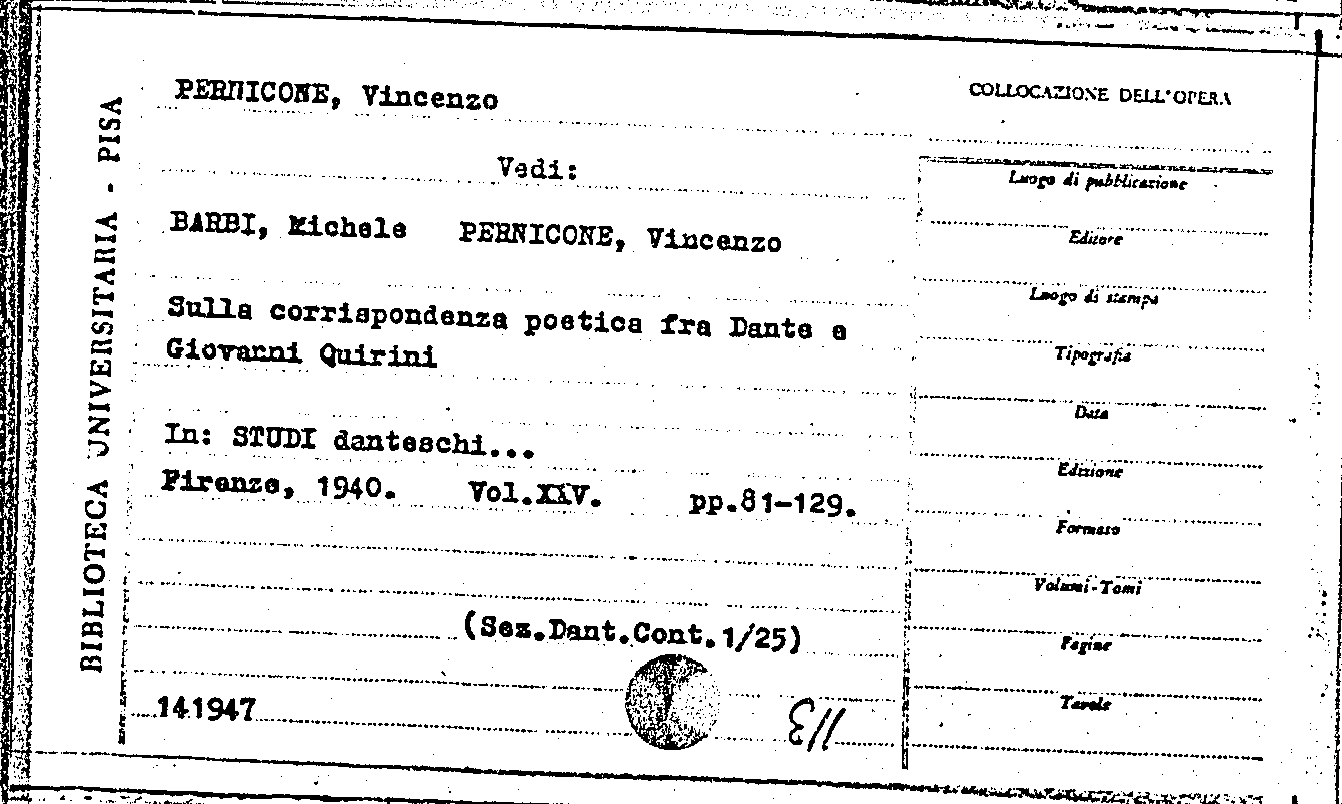 PERNICONE, Vincenzo
Vedi:
BARBI, Michele PERNICONE, Vincenzo
Sulla corrispondenza poetica fra Dante e
Giovanni Quirini
In: STUDI danteschi...
Firenze, 1940. Vol.XXV. pp.81-129.
(Sez.Dant.Cont.1/25)
141947
BIBLIOTECA UNIVERSITARIA - PISA
COLLOCAZIONE DELL'OPERA
Luogo di pubblicazione
Editore
Luogo di stampa
Tipografia
Data
Edizione
Formato
Volumi-Tomi
Pagine
Tavole